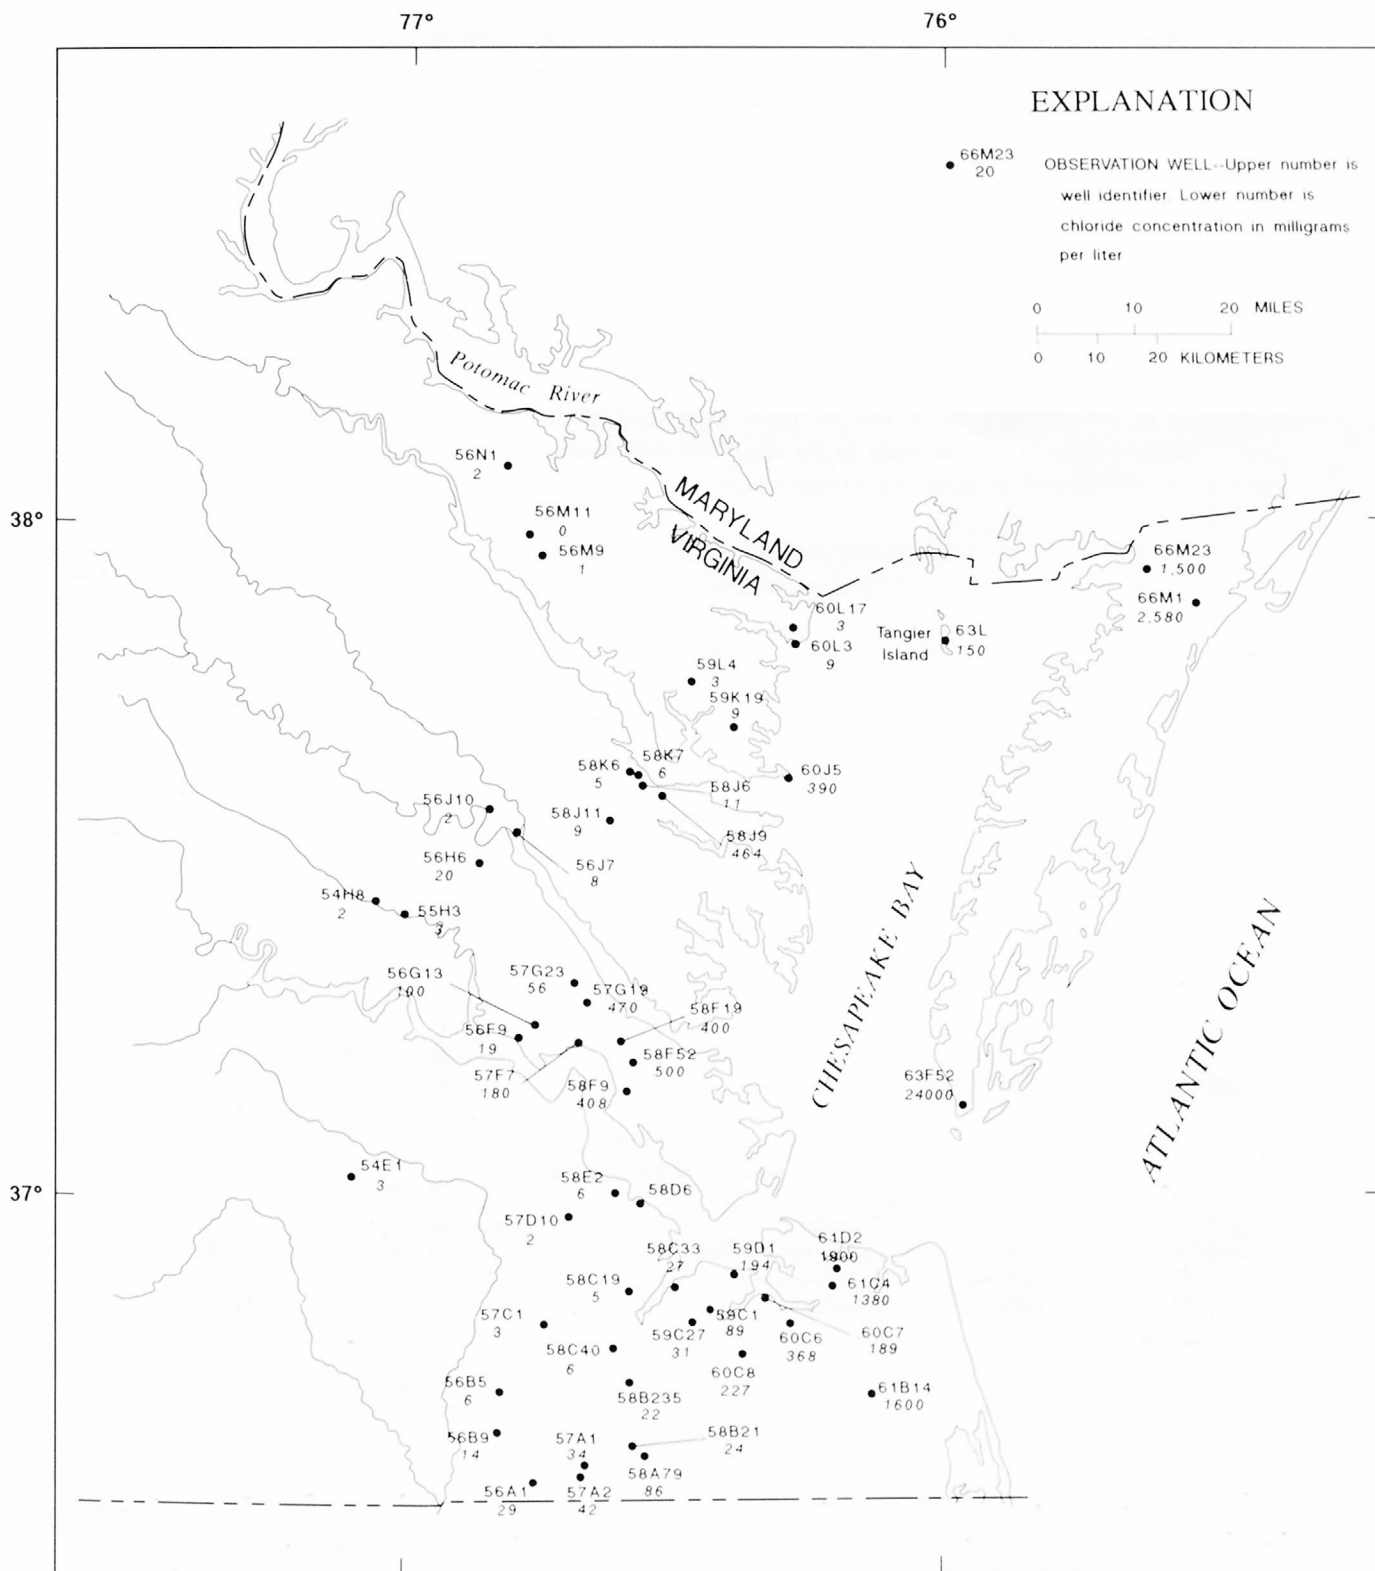 77°
76°
EXPLANATION
66M23
20
OBSERVATION WELL--Upper number is
well identifier. Lower number is
chloride concentration in milligrams
per liter
0 10 20 MILES
0 10 20 KILOMETERS
Potomac River
56N1
2
38°
56M11
0
56M9
1
MARYLAND
VIRGINIA
66M23
1,500
66M1
2,580
60L17
3
60L3
9
Tangier
Island
63L
150
59L4
3
59K19
9
58K7
6
58K6
5
58J6
11
60J5
390
56J10
2
58J11
9
58J9
464
56J7
8
56H6
20
54H8
2
55H3
3
CHESAPEAKE BAY
ATLANTIC OCEAN
56G13
100
57G23
56
57G19
470
58F19
400
56F9
19
58F52
500
57F7
180
58F9
408
63F52
24000
54E1
3
37°
58E2
6
58D6
57D10
2
58C33
27
59D1
194
61D2
61C4
1380
58C19
5
57C1
3
59C27
31
59C1
89
60C6
368
60C7
189
58C40
6
60C8
227
56B5
6
58B235
22
61B14
1600
56B9
14
57A1
34
58B21
24
58A79
86
56A1
29
57A2
42